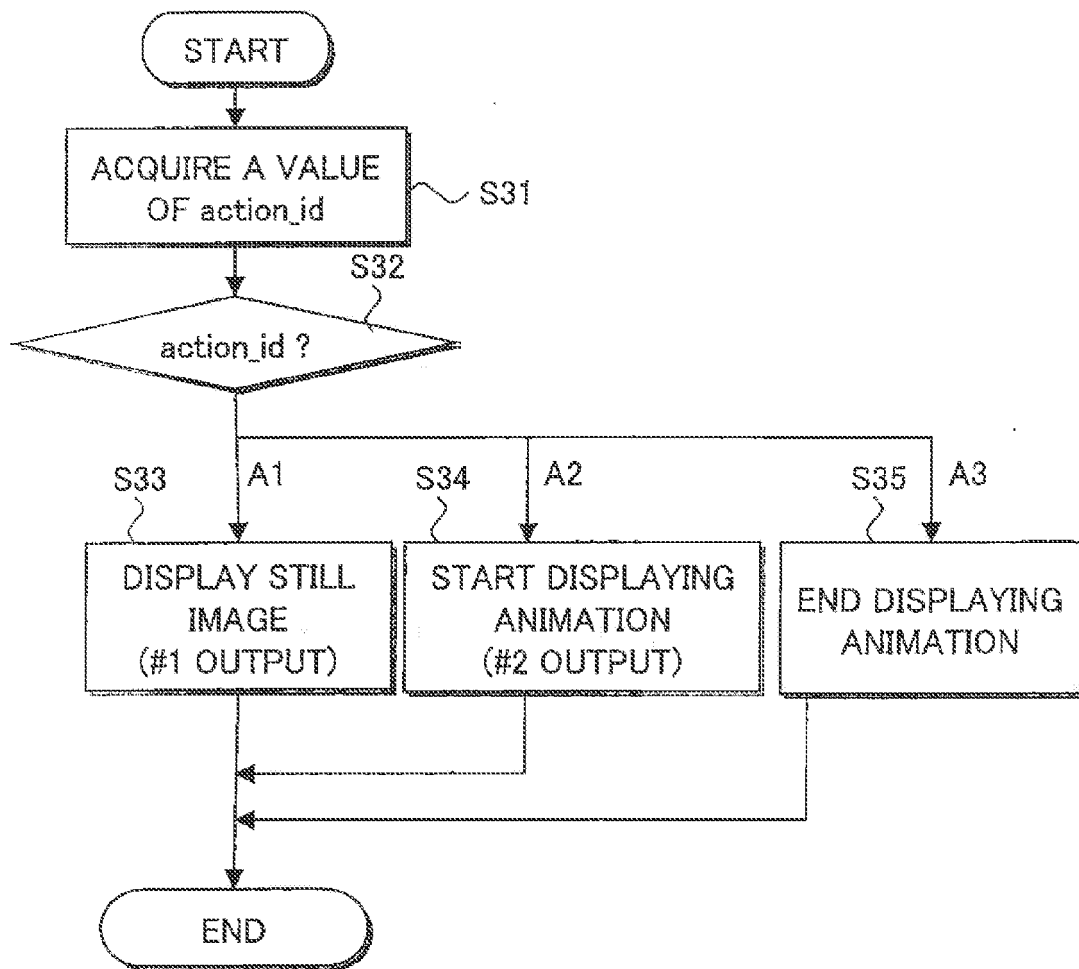 START
ACQUIRE A VALUE
OF action_id
S31
S32
action_id ?
S33
A1
S34
A2
S35
A3
DISPLAY STILL
IMAGE
(#1 OUTPUT)
START DISPLAYING
ANIMATION
(#2 OUTPUT)
END DISPLAYING
ANIMATION
END